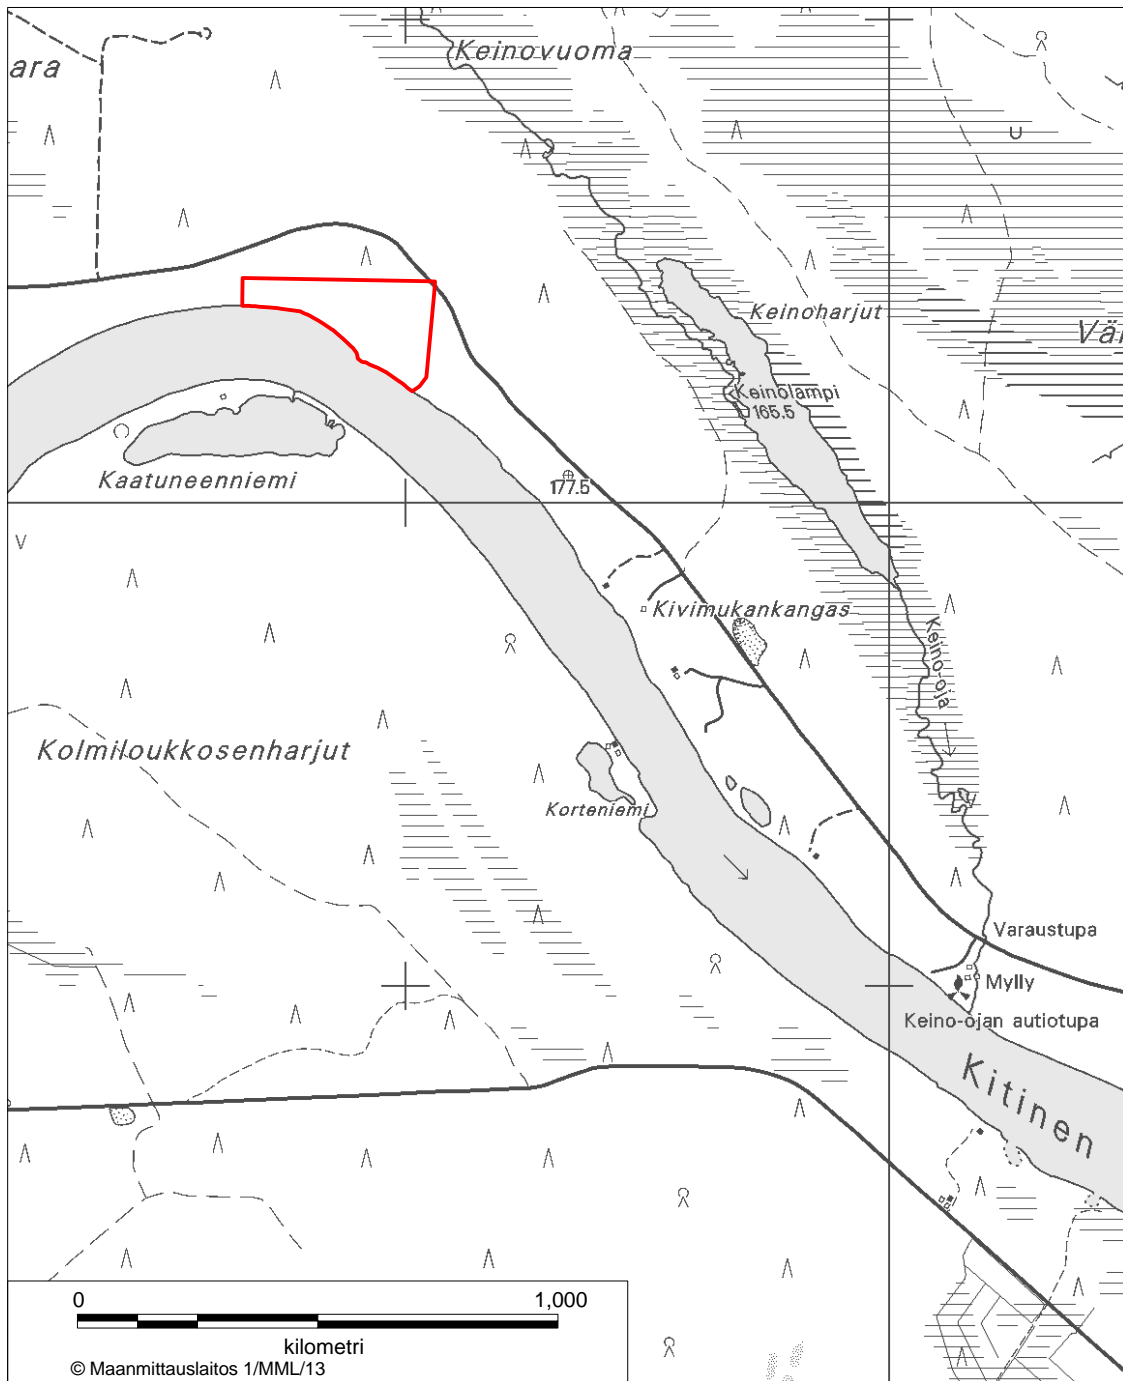 Keinovuoma
ara
Keinoharjut
Vär
Keinolampi
165.5
Kaatuneenniemi
177.5
Kivimukankangas
Keino-oja
Kolmiloukkosenharjut
Korteniemi
Varaustupa
Mylly
Keino-ojan autiotupa
Kitinen
0 1,000
kilometri
© Maanmittauslaitos 1/MML/13